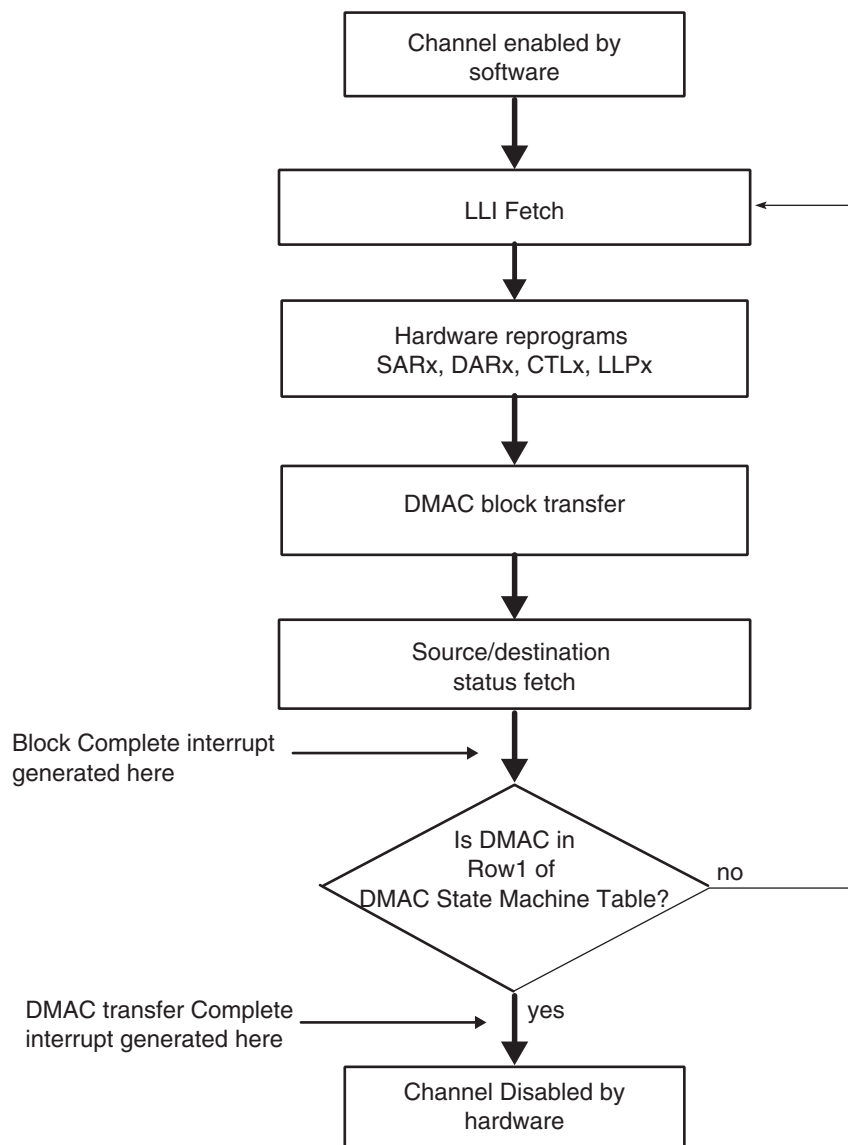 Channel enabled by
software
LLI Fetch
Hardware reprograms
SARx, DARx, CTLx, LLPx
DMAC block transfer
Source/destination
status fetch
Block Complete interrupt
generated here
Is DMAC in
Row1 of
DMAC State Machine Table?
no
DMAC transfer Complete
interrupt generated here
yes
Channel Disabled by
hardware